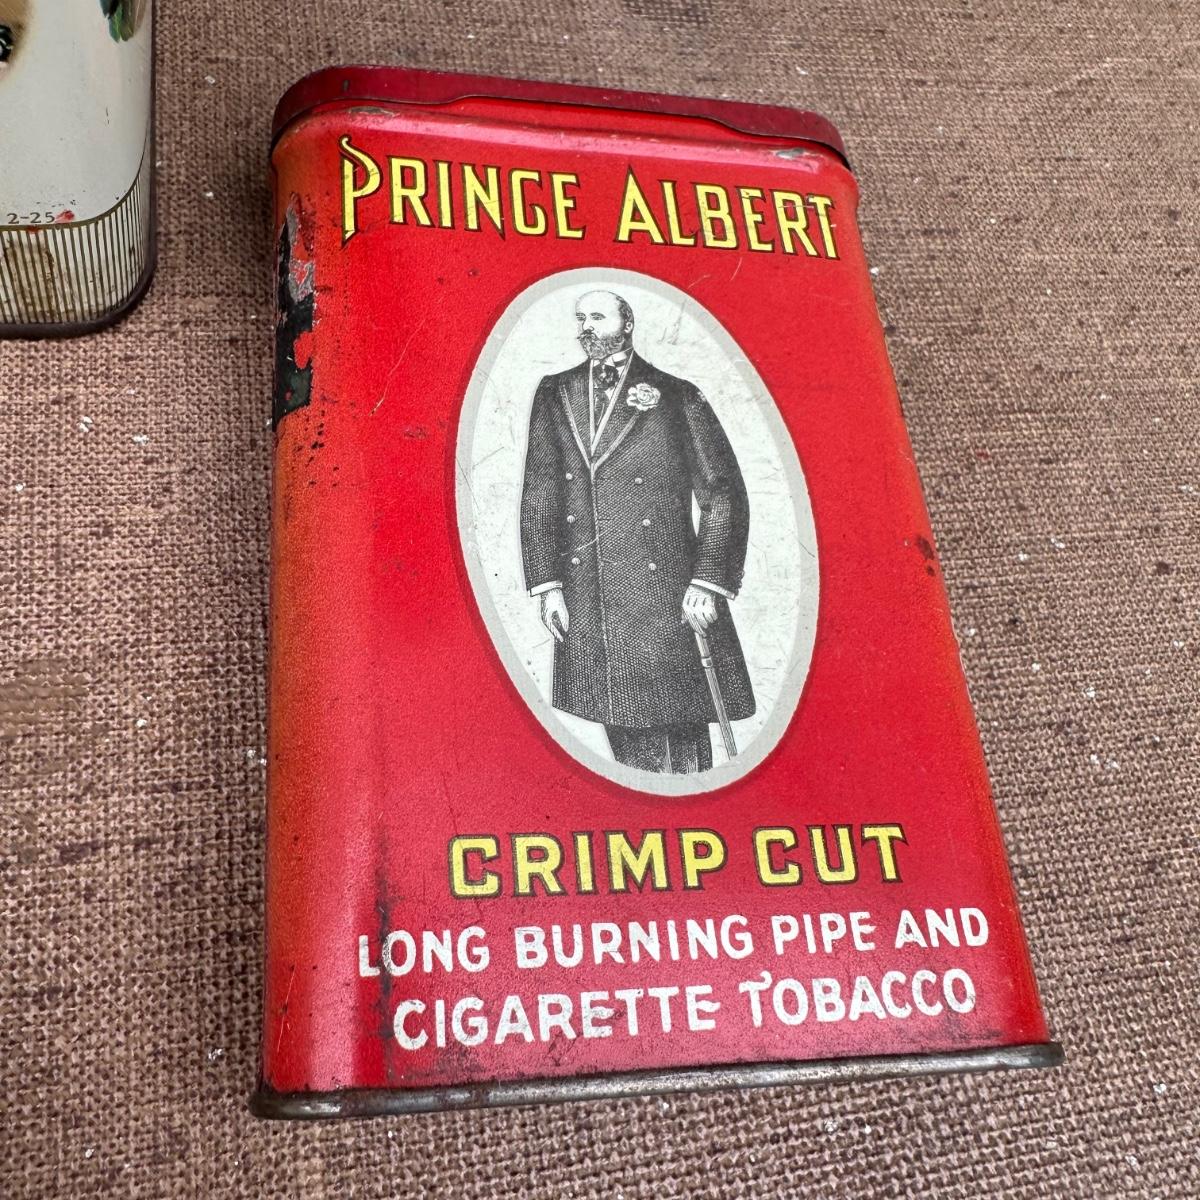 2-25
PRINCE ALBERT
CRIMP CUT
LONG BURNING PIPE AND
CIGARETTE TOBACCO